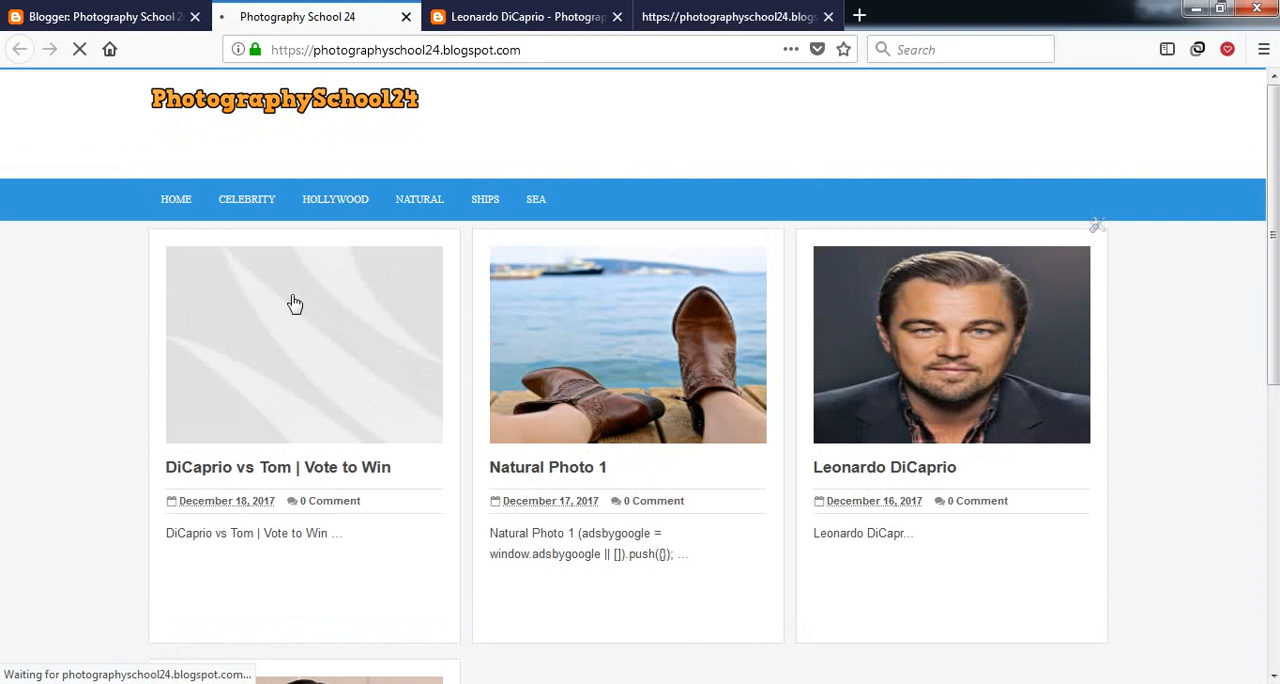 Blogger: Photography School 2
Photography School 24
Leonardo DiCaprio - Photogra
https://photographyschool24.blogs
https://photographyschool24.blogspot.com
Search
PhotographySchool24
HOME CELEBRITY HOLLYWOOD NATURAL SHIPS SEA
DiCaprio vs Tom | Vote to Win
December 18, 2017 0 Comment
DiCaprio vs Tom | Vote to Win ...
Natural Photo 1
December 17, 2017 0 Comment
Natural Photo 1 (adsbygoogle =
window.adsbygoogle || []).push({}); ...
Leonardo DiCaprio
December 16, 2017 0 Comment
Leonardo DiCapr...
Waiting for photographyschool24.blogspot.com...